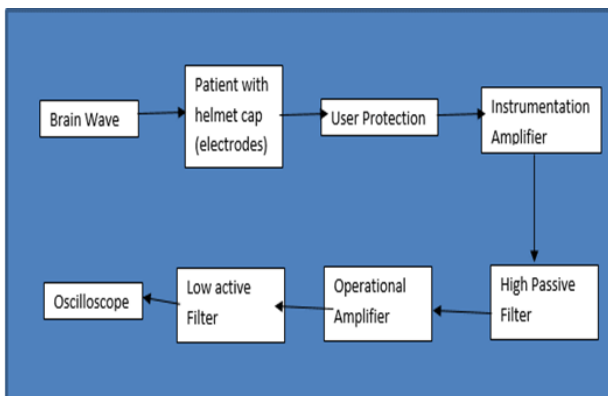 Brain Wave
Patient with
helmet cap
(electrodes)
User Protection
Instrumentation
Amplifier
High Passive
Filter
Operational
Amplifier
Low active
Filter
Oscilloscope